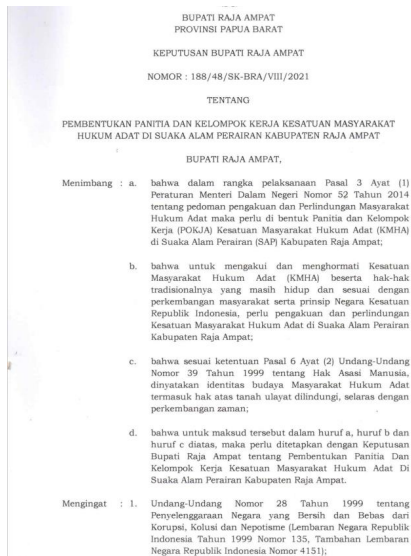 BUPATI RAJA AMPAT
PROVINSI PAPUA BARAT
KEPUTUSAN BUPATI RAJA AMPAT
NOMOR : 188/48/SK-BRA/VIII/2021
TENTANG
PEMBENTUKAN PANITIA DAN KELOMPOK KERJA KESATUAN MASYARAKAT
HUKUM ADAT DI SUAKA ALAM PERAIRAN KABUPATEN RAJA AMPAT
BUPATI RAJA AMPAT,
Menimbang : a. bahwa dalam rangka pelaksanaan Pasal 3 Ayat (1)
Peraturan Menteri Dalam Negeri Nomor 52 Tahun 2014
tentang pedoman pengakuan dan Perlindungan Masyarakat
Hukum Adat maka perlu di bentuk Panitia dan Kelompok
Kerja (POKJA) Kesatuan Masyarakat Hukum Adat (KMHA)
di Suaka Alam Perairan (SAP) Kabupaten Raja Ampat;
b. bahwa untuk mengakui dan menghormati Kesatuan
Masyarakat Hukum Adat (KMHA) beserta hak-hak
tradisionalnya yang masih hidup dan sesuai dengan
perkembangan masyarakat serta prinsip Negara Kesatuan
Republik Indonesia, perlu pengakuan dan perlindungan
Kesatuan Masyarakat Hukum Adat di Suaka Alam Perairan
Kabupaten Raja Ampat;
c. bahwa sesuai ketentuan Pasal 6 Ayat (2) Undang-Undang
Nomor 39 Tahun 1999 tentang Hak Asasi Manusia,
dinyatakan identitas budaya Masyarakat Hukum Adat
termasuk hak atas tanah ulayat dilindungi, selaras dengan
perkembangan zaman;
d. bahwa untuk maksud tersebut dalam huruf a, huruf b dan
huruf c diatas, maka perlu ditetapkan dengan Keputusan
Bupati Raja Ampat tentang Pembentukan Panitia Dan
Kelompok Kerja Kesatuan Masyarakat Hukum Adat Di
Suaka Alam Perairan Kabupaten Raja Ampat.
Mengingat : 1. Undang-Undang Nomor 28 Tahun 1999 tentang
Penyelenggaraan Negara yang Bersih dan Bebas dari
Korupsi, Kolusi dan Nepotisme (Lembaran Negara Republik
Indonesia Tahun 1999 Nomor 135, Tambahan Lembaran
Negara Republik Indonesia Nomor 4151);